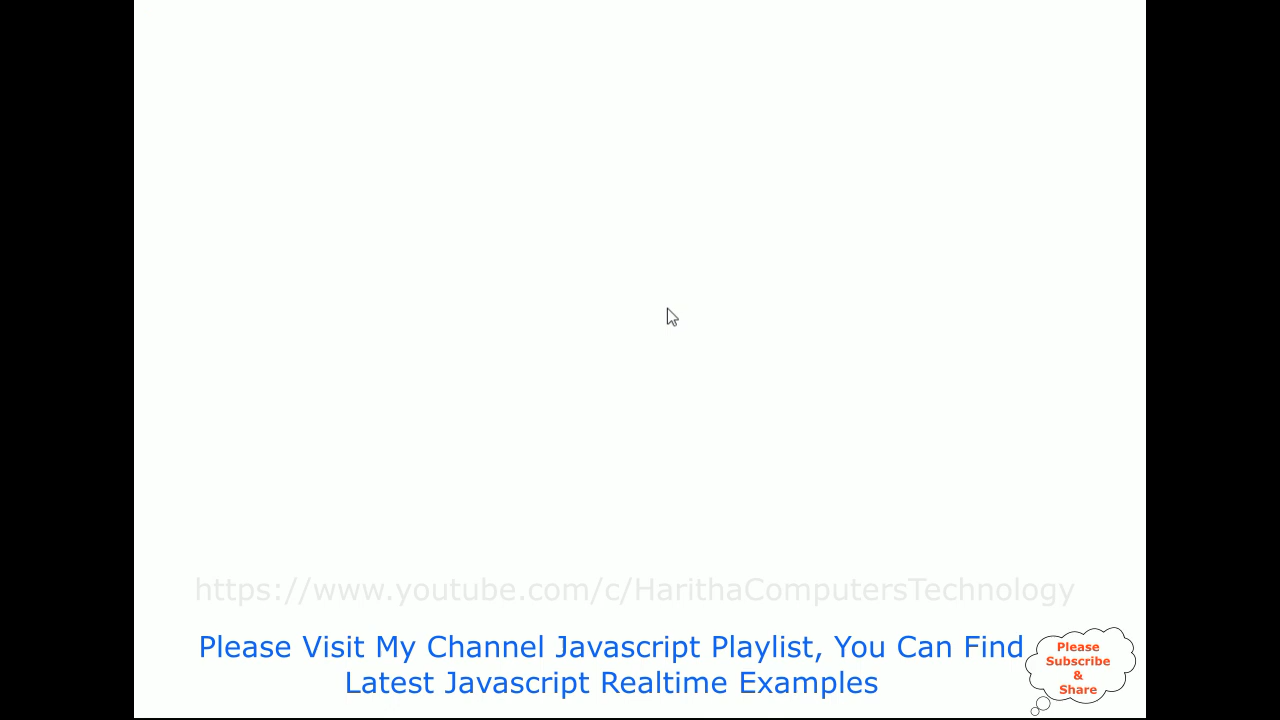 https://www.youtube.com/c/HarithaComputersTechnology
Please Visit My Channel Javascript Playlist, You Can Find
Latest Javascript Realtime Examples
Please
Subscribe
&
Share